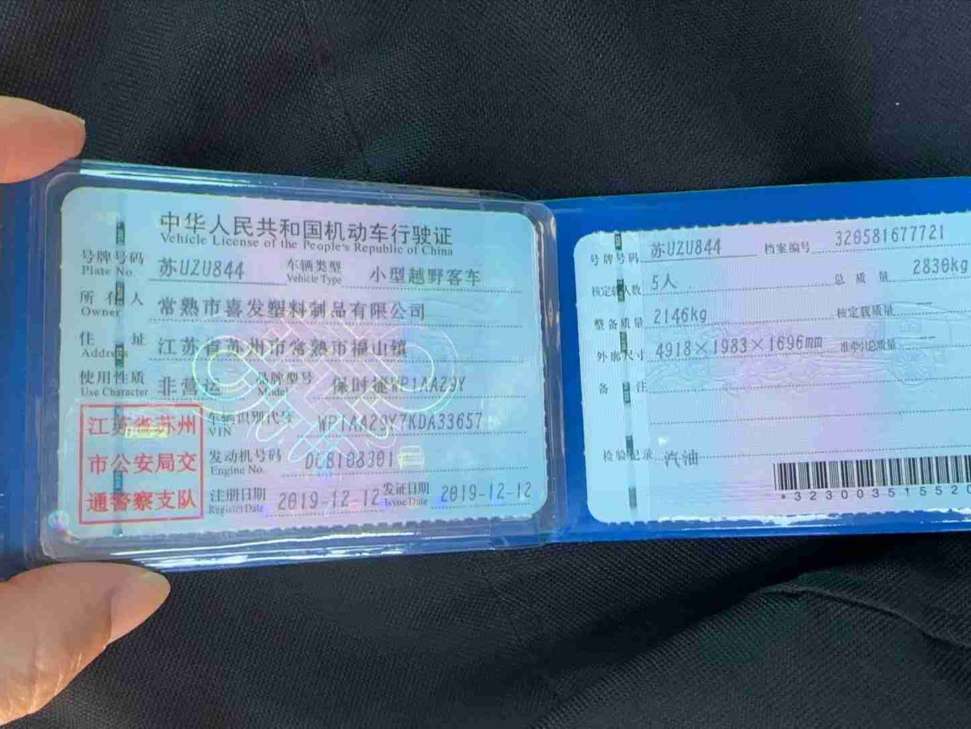 中华人民共和国机动车行驶证
Vehicle License of the People's Republic of China
号牌号码 苏UZU844 车辆类型 小型越野客车
Plate No. Vehicle Type
所有人 常熟市喜发塑料制品有限公司
Owner
住址 江苏省苏州市常熟市福山镇
Address
使用性质 非营运 品牌型号 保时捷WP1AA29Y
Use Character Model
江苏省苏州
市公安局交
通警察支队
车辆识别代号 WP1AA29Y7KDA33657
VIN
发动机号码 DCB108301
Engine No.
注册日期 2019-12-12 发证日期 2019-12-12
Register Date Issue Date
号牌号码 苏UZU844 档案编号 320581677721
核定载人数 5人 总质量 2830kg
整备质量 2146kg 核定载质量
外廓尺寸 4918×1983×1696mm 准牵引总质量
备注
检验记录 汽油
*3230035155520